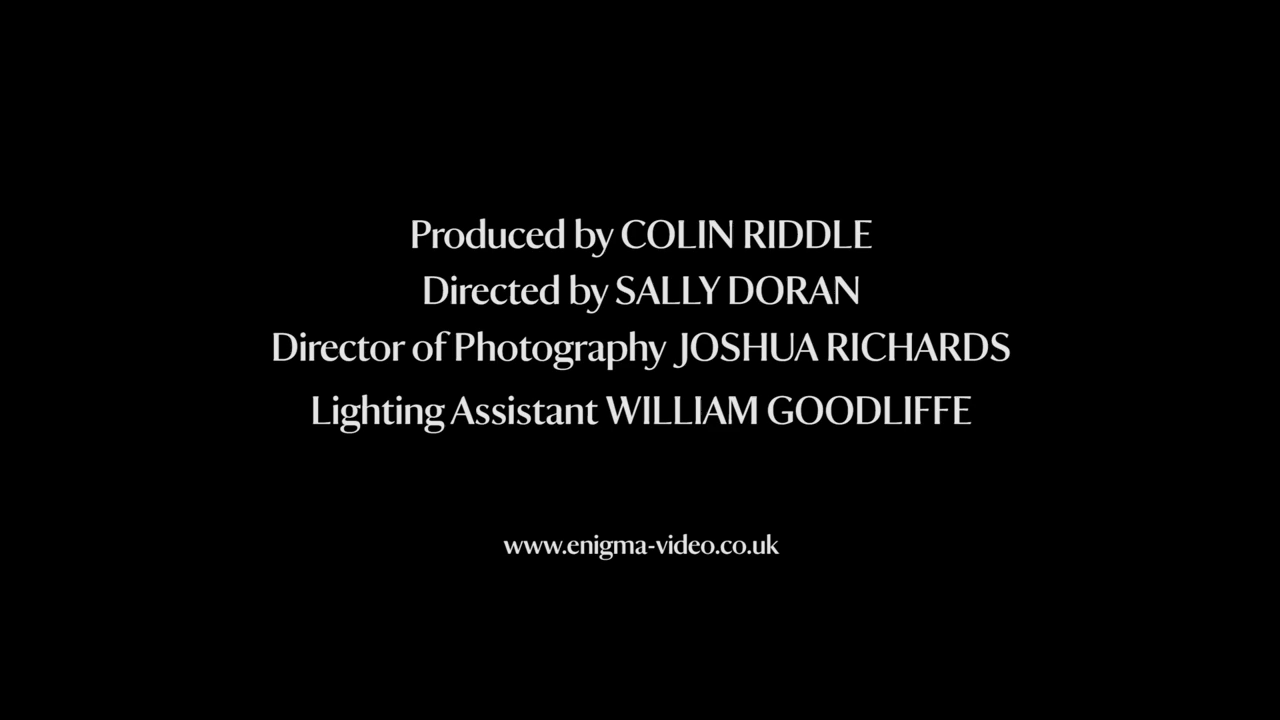 Produced by COLIN RIDDLE
Directed by SALLY DORAN
Director of Photography JOSHUA RICHARDS
Lighting Assistant WILLIAM GOODLIFFE
www.enigma-video.co.uk